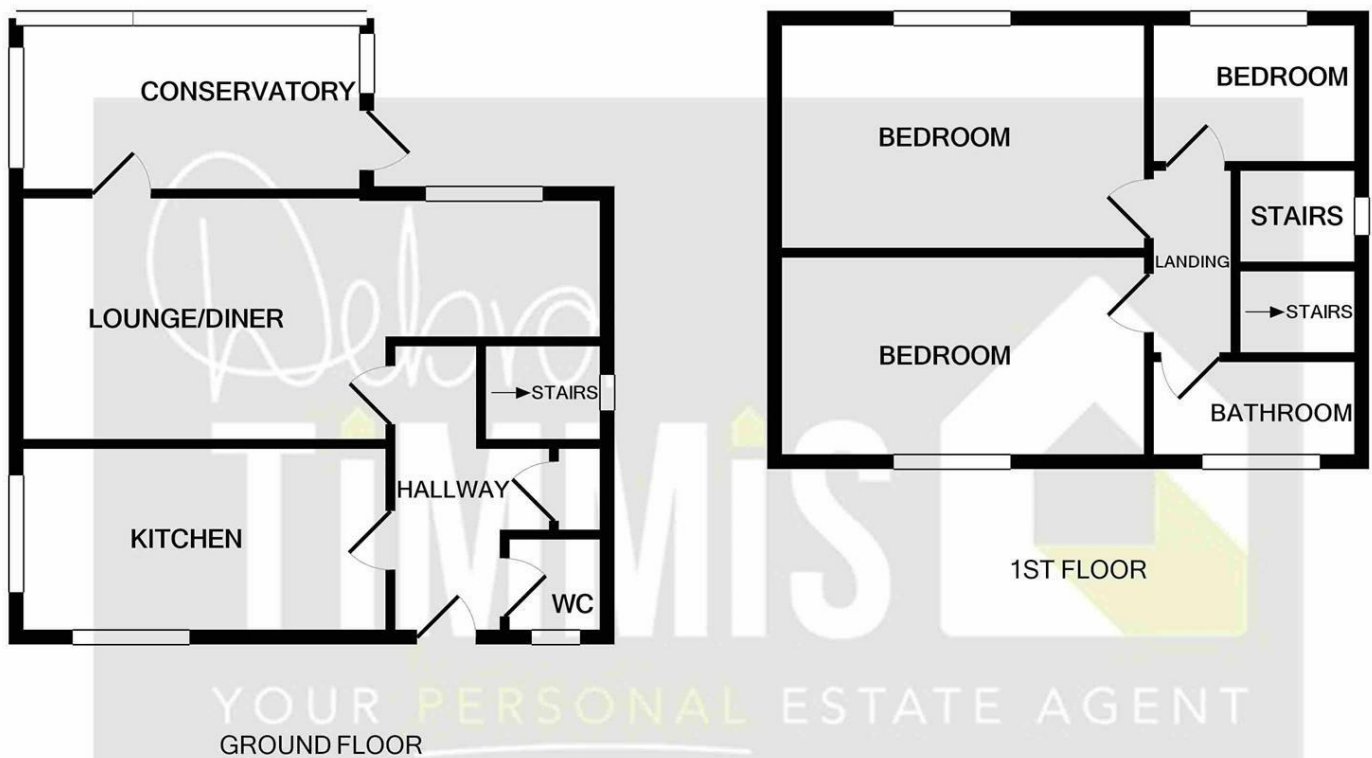 CONSERVATORY
LOUNGE/DINER
STAIRS
HALLWAY
KITCHEN
WC
GROUND FLOOR
BEDROOM
BEDROOM
STAIRS
LANDING
STAIRS
BEDROOM
BATHROOM
1ST FLOOR
Debra
TiMMiS
YOUR PERSONAL ESTATE AGENT